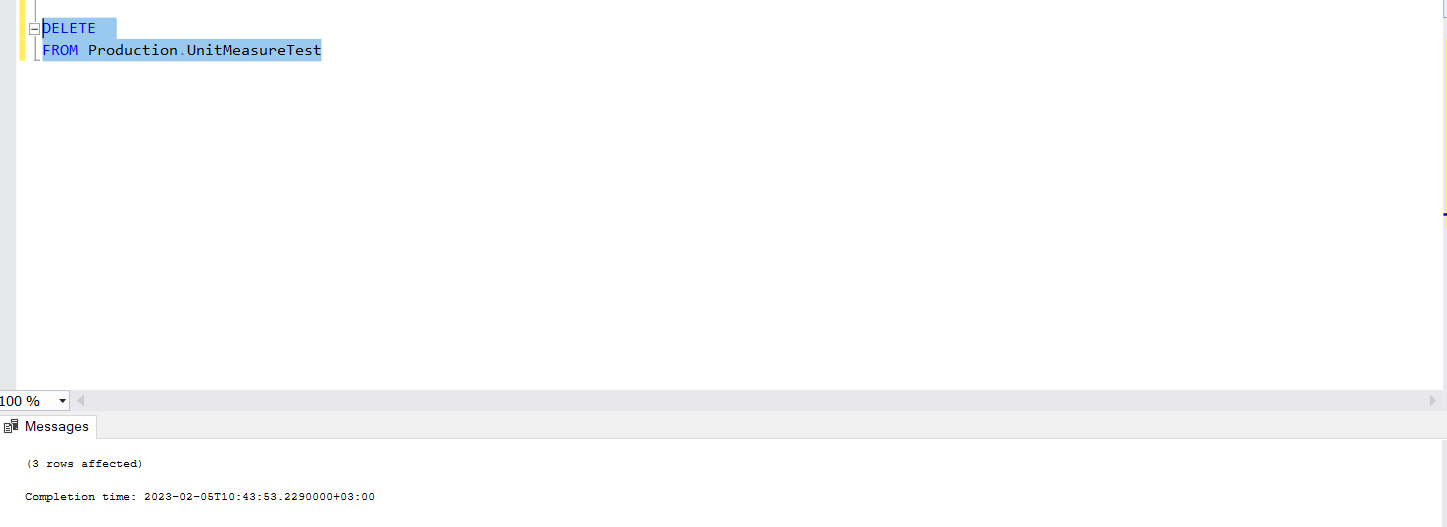 DELETE
FROM Production.UnitMeasureTest
100 %
Messages
(3 rows affected)
Completion time: 2023-02-05T10:43:53.2290000+03:00